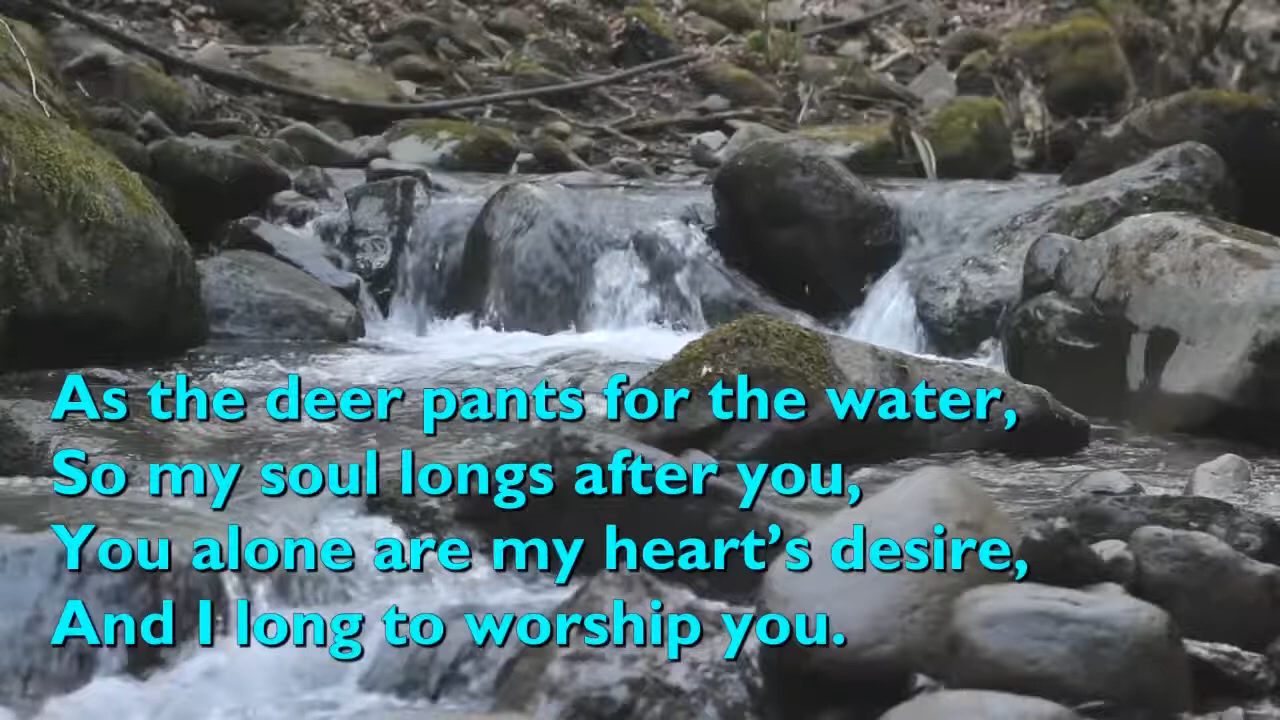 As the deer pants for the water,
So my soul longs after you,
You alone are my heart’s desire,
And I long to worship you.